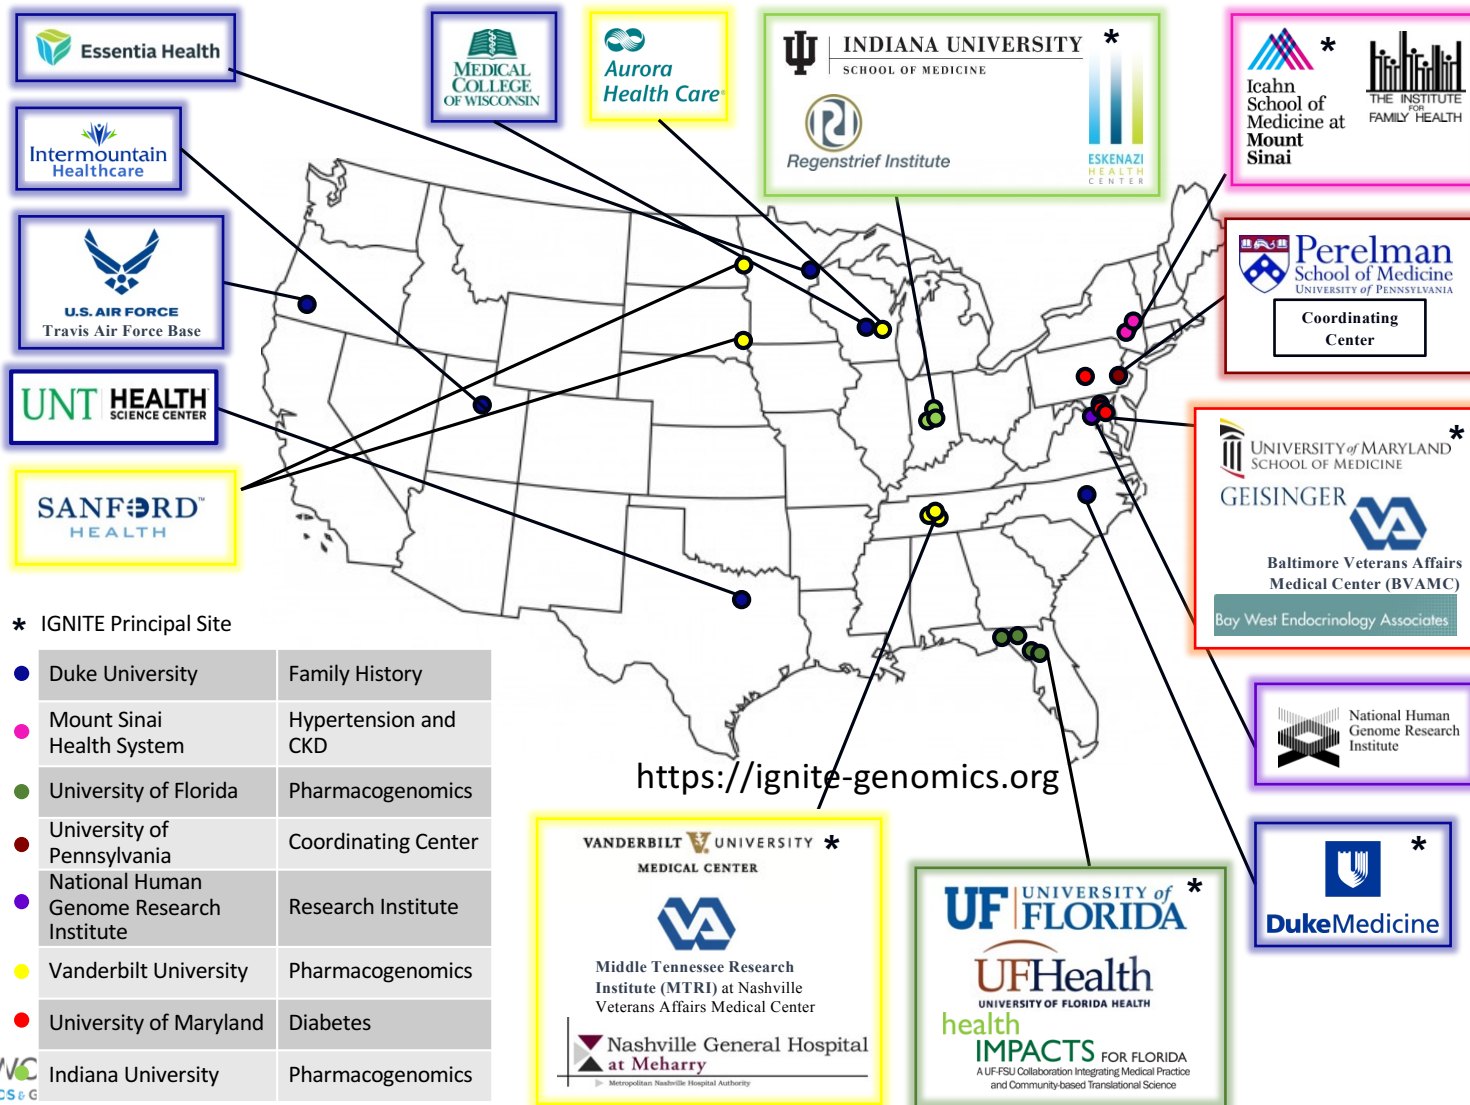 Essentia Health
MEDICAL
COLLEGE
OF WISCONSIN
Aurora
Health Care
INDIANA UNIVERSITY
SCHOOL OF MEDICINE
*
Regenstrief Institute
ESKENAZI
HEALTH
CENTER
Icahn
School of
Medicine at
Mount
Sinai
*
THE INSTITUTE
FOR
FAMILY HEALTH
Intermountain
Healthcare
U.S. AIR FORCE
Travis Air Force Base
UNT HEALTH
SCIENCE CENTER
SANFORD™
HEALTH
Perelman
School of Medicine
UNIVERSITY of PENNSYLVANIA
Coordinating
Center
UNIVERSITY of MARYLAND
SCHOOL OF MEDICINE
*
GEISINGER
VA
Baltimore Veterans Affairs
Medical Center (BVAMC)
Bay West Endocrinology Associates
National Human
Genome Research
Institute
DukeMedicine
*
https://ignite-genomics.org
VANDERBILT V UNIVERSITY *
MEDICAL CENTER
VA
Middle Tennessee Research
Institute (MTRI) at Nashville
Veterans Affairs Medical Center
Nashville General Hospital
at Meharry
Metropolitan Nashville Hospital Authority
UF UNIVERSITY of
FLORIDA
*
UFHealth
UNIVERSITY OF FLORIDA HEALTH
health
IMPACTS FOR FLORIDA
A UF-FSU Collaboration Integrating Medical Practice
and Community-based Translational Science
* IGNITE Principal Site
Duke University Family History
Mount Sinai
Health System
Hypertension and
CKD
University of Florida Pharmacogenomics
University of
Pennsylvania
Coordinating Center
National Human
Genome Research
Institute
Research Institute
Vanderbilt University Pharmacogenomics
University of Maryland Diabetes
Indiana University Pharmacogenomics